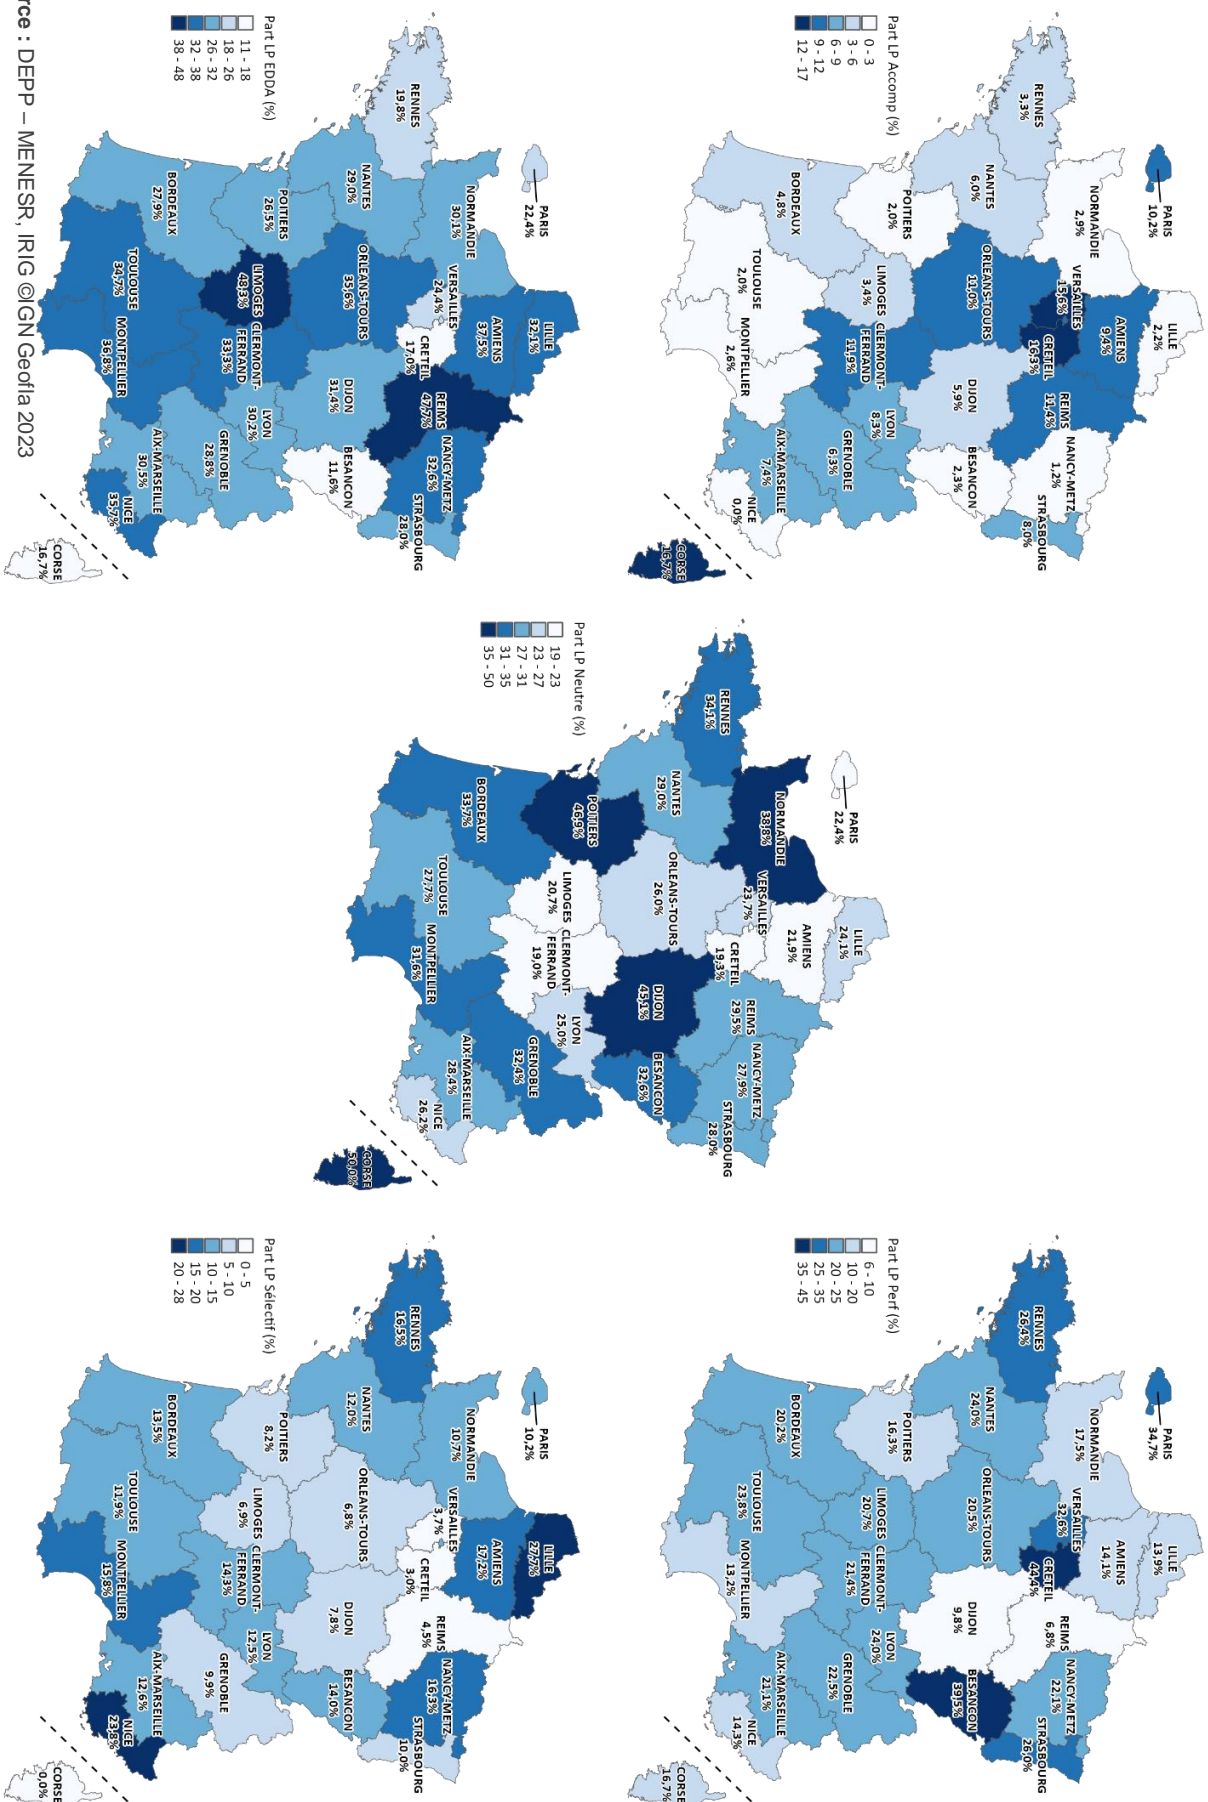 Part LP Accomp (%)
0 - 3
3 - 6
6 - 9
9 - 12
12 - 17
PARIS
10,2%
LILLE
2,2%
AMIENS
9,4%
NORMANDIE
2,9%
VERSAILLES
15,6%
CRETEIL
16,3%
REIMS
11,4%
NANCY-METZ
1,2%
STRASBOURG
8,0%
RENNES
3,3%
NANTES
6,0%
ORLEANS-TOURS
11,0%
DIJON
5,9%
BESANCON
2,3%
POITIERS
2,0%
LIMOGES
3,4%
CLERMONT-
FERRAND
11,9%
LYON
8,3%
GRENOBLE
6,3%
BORDEAUX
4,8%
TOULOUSE
2,0%
MONTPELLIER
2,6%
AIX-MARSEILLE
7,4%
NICE
0,0%
CORSE
16,7%
Part LP Perf (%)
6 - 10
10 - 20
20 - 25
25 - 35
35 - 45
PARIS
34,7%
LILLE
13,9%
AMIENS
14,1%
NORMANDIE
17,5%
VERSAILLES
32,6%
CRETEIL
44,4%
REIMS
6,8%
NANCY-METZ
22,1%
STRASBOURG
26,0%
RENNES
26,4%
NANTES
24,0%
ORLEANS-TOURS
20,5%
DIJON
9,8%
BESANCON
39,5%
POITIERS
16,3%
LIMOGES
20,7%
CLERMONT-
FERRAND
21,4%
LYON
24,0%
GRENOBLE
22,5%
BORDEAUX
20,2%
TOULOUSE
23,8%
MONTPELLIER
13,2%
AIX-MARSEILLE
21,1%
NICE
14,3%
CORSE
16,7%
Part LP Neutre (%)
19 - 23
23 - 27
27 - 31
31 - 35
35 - 50
PARIS
22,4%
LILLE
24,1%
AMIENS
21,9%
NORMANDIE
38,8%
VERSAILLES
23,7%
CRETEIL
19,3%
REIMS
29,5%
NANCY-METZ
27,9%
STRASBOURG
28,0%
RENNES
34,1%
NANTES
29,0%
ORLEANS-TOURS
26,0%
DIJON
45,1%
BESANCON
32,6%
POITIERS
46,9%
LIMOGES
20,7%
CLERMONT-
FERRAND
19,0%
LYON
25,0%
GRENOBLE
32,4%
BORDEAUX
33,7%
TOULOUSE
27,7%
MONTPELLIER
31,6%
AIX-MARSEILLE
28,4%
NICE
26,2%
CORSE
50,0%
Part LP EDDA (%)
11 - 18
18 - 26
26 - 32
32 - 38
38 - 48
PARIS
22,4%
LILLE
32,1%
AMIENS
37,5%
NORMANDIE
30,1%
VERSAILLES
24,4%
CRETEIL
17,0%
REIMS
47,7%
NANCY-METZ
32,6%
STRASBOURG
28,0%
RENNES
19,8%
NANTES
29,0%
ORLEANS-TOURS
35,6%
DIJON
31,4%
BESANCON
11,6%
POITIERS
26,5%
LIMOGES
48,3%
CLERMONT-
FERRAND
33,3%
LYON
30,2%
GRENOBLE
28,8%
BORDEAUX
27,9%
TOULOUSE
34,7%
MONTPELLIER
36,8%
AIX-MARSEILLE
30,5%
NICE
35,7%
CORSE
16,7%
Part LP Sélectif (%)
0 - 5
5 - 10
10 - 15
15 - 20
20 - 28
PARIS
10,2%
LILLE
27,7%
AMIENS
17,2%
NORMANDIE
10,7%
VERSAILLES
3,7%
CRETEIL
3,0%
REIMS
4,5%
NANCY-METZ
16,3%
STRASBOURG
10,0%
RENNES
16,5%
NANTES
12,0%
ORLEANS-TOURS
6,8%
DIJON
7,8%
BESANCON
14,0%
POITIERS
8,2%
LIMOGES
6,9%
CLERMONT-
FERRAND
14,3%
LYON
12,5%
GRENOBLE
9,9%
BORDEAUX
13,5%
TOULOUSE
11,9%
MONTPELLIER
15,8%
AIX-MARSEILLE
12,6%
NICE
23,8%
CORSE
0,0%
rce : DEPP – MENESR, IRIG ©IGN Geofla 2023